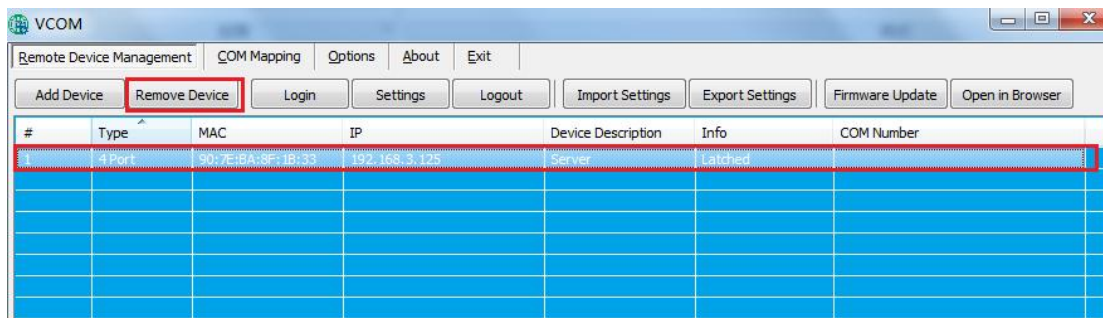 VCOM
Remote Device Management COM Mapping Options About Exit
Add Device Remove Device Login Settings Logout Import Settings Export Settings Firmware Update Open in Browser
# Type MAC IP Device Description Info COM Number
1 4 Port 90:7E:BA:8F:1B:33 192.168.3.125 Server Latched